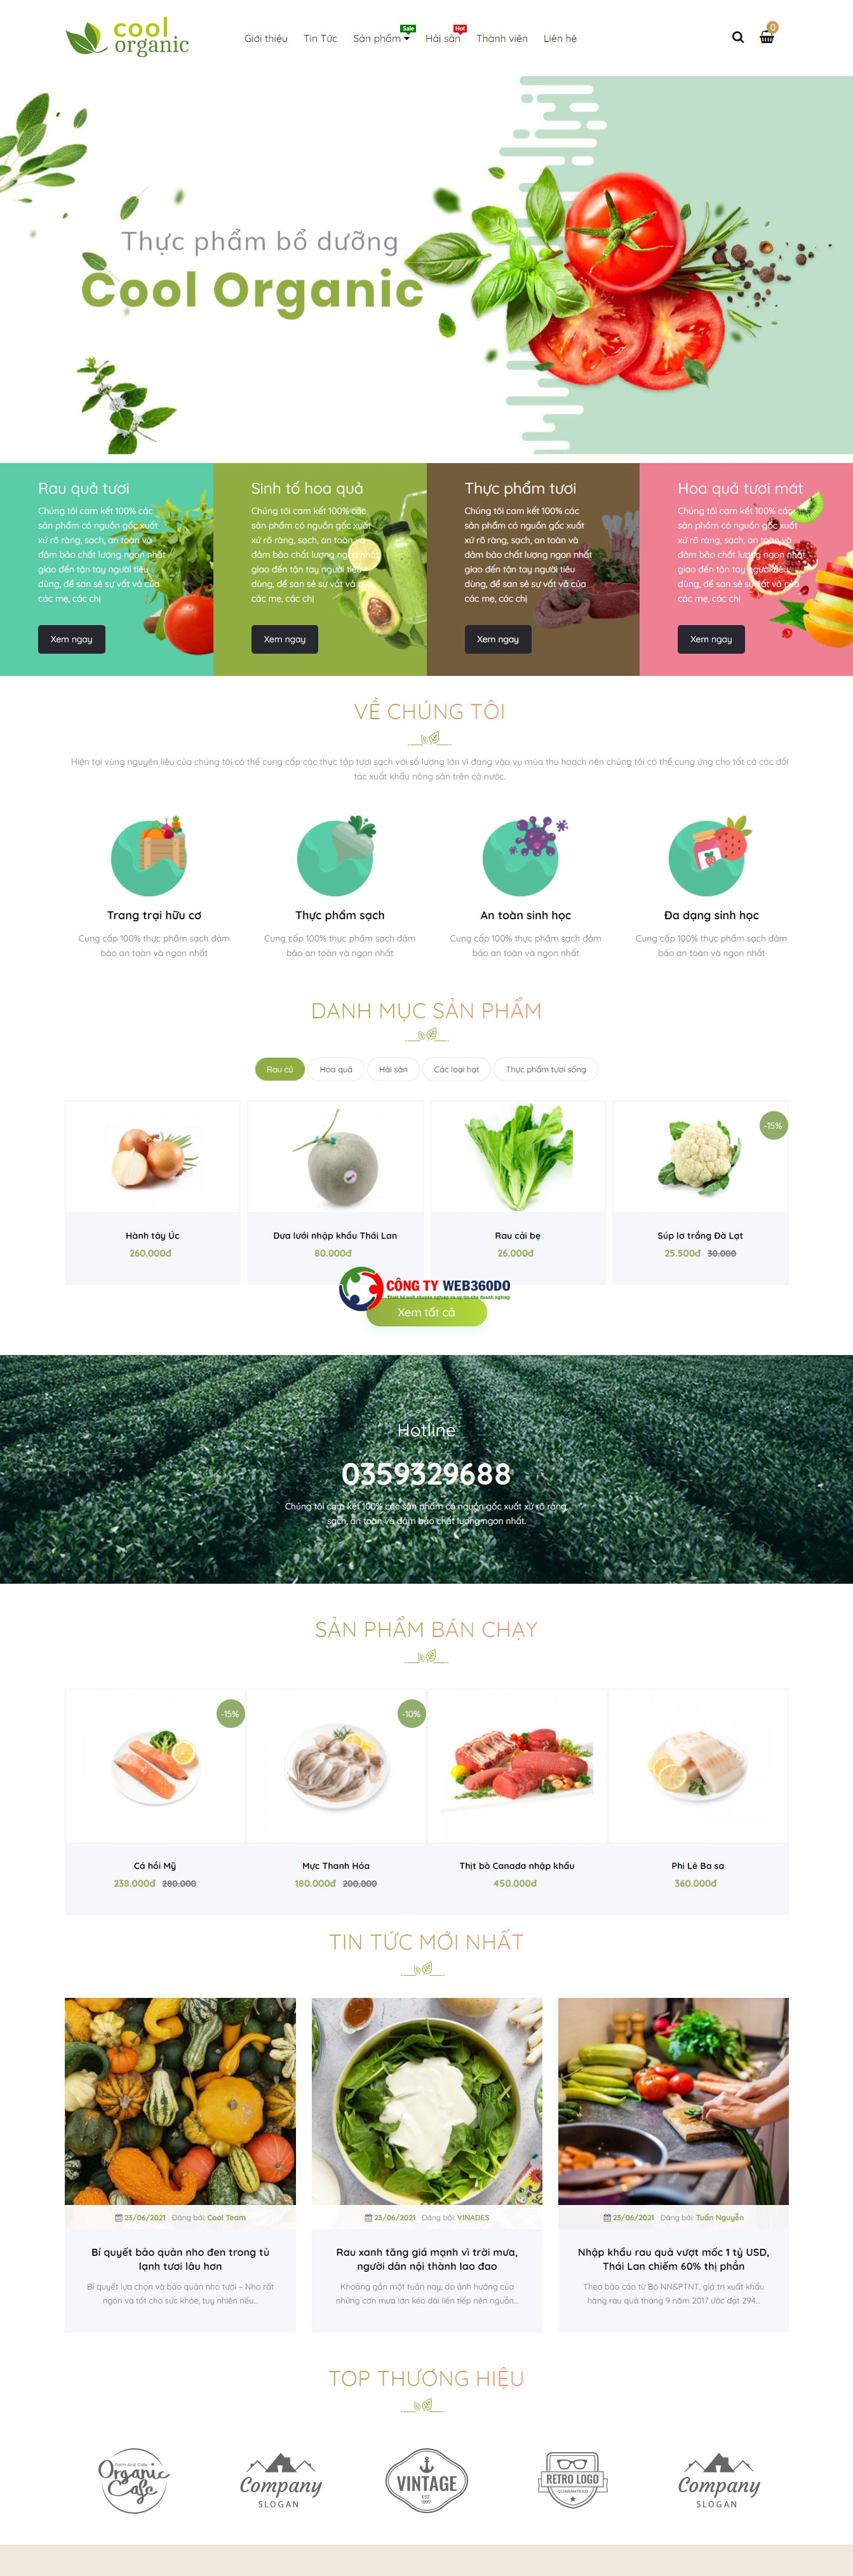 cool
organic
Giới thiệu
Tin Tức
Sản phẩm
Sale
Hải sản
Hot
Thành viên
Liên hệ
0
Thực phẩm bổ dưỡng
Cool Organic
Rau quả tươi
Chúng tôi cam kết 100% các
sản phẩm có nguồn gốc xuất
xứ rõ ràng, sạch, an toàn và
đảm bảo chất lượng ngon nhất
giao đến tận tay người tiêu
dùng, để san sẻ sự vất vả của
các mẹ, các chị
Xem ngay
Sinh tố hoa quả
Chúng tôi cam kết 100% các
sản phẩm có nguồn gốc xuất
xứ rõ ràng, sạch, an toàn và
đảm bảo chất lượng ngon nhất
giao đến tận tay người tiêu
dùng, để san sẻ sự vất vả của
các mẹ, các chị
Xem ngay
Thực phẩm tươi
Chúng tôi cam kết 100% các
sản phẩm có nguồn gốc xuất
xứ rõ ràng, sạch, an toàn và
đảm bảo chất lượng ngon nhất
giao đến tận tay người tiêu
dùng, để san sẻ sự vất vả của
các mẹ, các chị
Xem ngay
Hoa quả tươi mát
Chúng tôi cam kết 100% các
sản phẩm có nguồn gốc xuất
xứ rõ ràng, sạch, an toàn và
đảm bảo chất lượng ngon nhất
giao đến tận tay người tiêu
dùng, để san sẻ sự vất vả của
các mẹ, các chị
Xem ngay
VỀ CHÚNG TÔI
Hiện tại vùng nguyên liệu của chúng tôi có thể cung cấp các thực tập tươi sạch với số lượng lớn vì đang vào vụ mùa thu hoạch nên chúng tôi có thể cung ứng cho tất cả các đối
tác xuất khẩu nông sản trên cả nước.
Trang trại hữu cơ
Cung cấp 100% thực phẩm sạch đảm
bảo an toàn và ngon nhất
Thực phẩm sạch
Cung cấp 100% thực phẩm sạch đảm
bảo an toàn và ngon nhất
An toàn sinh học
Cung cấp 100% thực phẩm sạch đảm
bảo an toàn và ngon nhất
Đa dạng sinh học
Cung cấp 100% thực phẩm sạch đảm
bảo an toàn và ngon nhất
DANH MỤC SẢN PHẨM
Rau củ
Hoa quả
Hải sản
Các loại hạt
Thực phẩm tươi sống
Hành tây Úc
260.000đ
Dưa lưới nhập khẩu Thái Lan
80.000đ
Rau cải bẹ
26.000đ
-15%
Súp lơ trắng Đà Lạt
25.500đ 30.000
CÔNG TY WEB360DO
Thiết kế web chuyên nghiệp và uy tín cho doanh nghiệp
Xem tất cả
Hotline
0359329688
Chúng tôi cam kết 100% các sản phẩm có nguồn gốc xuất xứ rõ ràng,
sạch, an toàn và đảm bảo chất lượng ngon nhất.
SẢN PHẨM BÁN CHẠY
-15%
Cá hồi Mỹ
238.000đ 280.000
-10%
Mực Thanh Hóa
180.000đ 200.000
Thịt bò Canada nhập khẩu
450.000đ
Phi Lê Ba sa
360.000đ
TIN TỨC MỚI NHẤT
23/06/2021 Đăng bởi: Cool Team
Bí quyết bảo quản nho đen trong tủ
lạnh tươi lâu hơn
Bí quyết lựa chọn và bảo quản nho tươi – Nho rất
ngon và tốt cho sức khỏe, tuy nhiên nếu...
23/06/2021 Đăng bởi: VINADES
Rau xanh tăng giá mạnh vì trời mưa,
người dân nội thành lao đao
Khoảng gần một tuần nay, do ảnh hưởng của
những cơn mưa lớn kéo dài liên tiếp nên nguồn...
23/06/2021 Đăng bởi: Tuấn Nguyễn
Nhập khẩu rau quả vượt mốc 1 tỷ USD,
Thái Lan chiếm 60% thị phần
Theo báo cáo từ Bộ NN&PTNT, giá trị xuất khẩu
hàng rau quả tháng 9 năm 2017 ước đạt 294...
TOP THƯƠNG HIỆU
Farm And Cafe
Organic
Cafe
Company
SLOGAN
VINTAGE
EST.
1997
RETRO LOGO
GUARANTEED
Company
SLOGAN